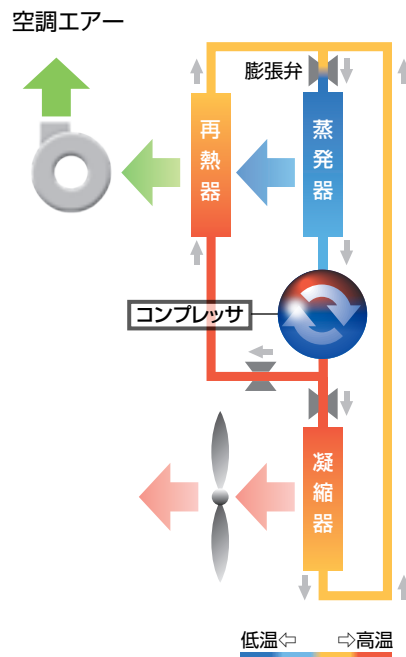 空調エアー
膨張弁
再熱器
蒸発器
コンプレッサ
凝縮器
低温⇦ ⇨高温